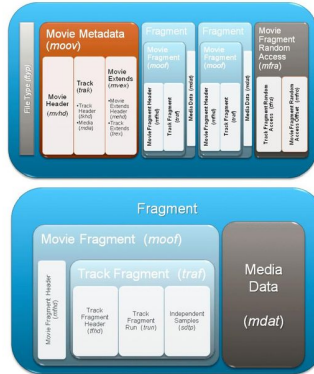 File Type (ftyp)
Movie Metadata
(moov)
Movie Header
(mvhd)
Track
(trak)
•Track
Header
(tkhd)
•Media
(mdia)
Movie
Extends
(mvex)
•Movie
Extends
Header
(mehd)
•Track
Extends
(trex)
Fragment
Movie
Fragment
(moof)
Movie Fragment Header
(mfhd)
Track Fragment
(traf)
Media Data (mdat)
Fragment
Movie
Fragment
(moof)
Movie Fragment Header
(mfhd)
Track Fragment
(traf)
Media Data (mdat)
Movie
Fragment
Random
Access
(mfra)
Track Fragment Random
Access (tfra)
Movie Fragment Random
Access Offset (mfro)
Fragment
Movie Fragment (moof)
Movie Fragment Header
(mfhd)
Track Fragment (traf)
Track
Fragment
Header
(tfhd)
Track
Fragment
Run (trun)
Independent
Samples
(sdtp)
Media
Data
(mdat)